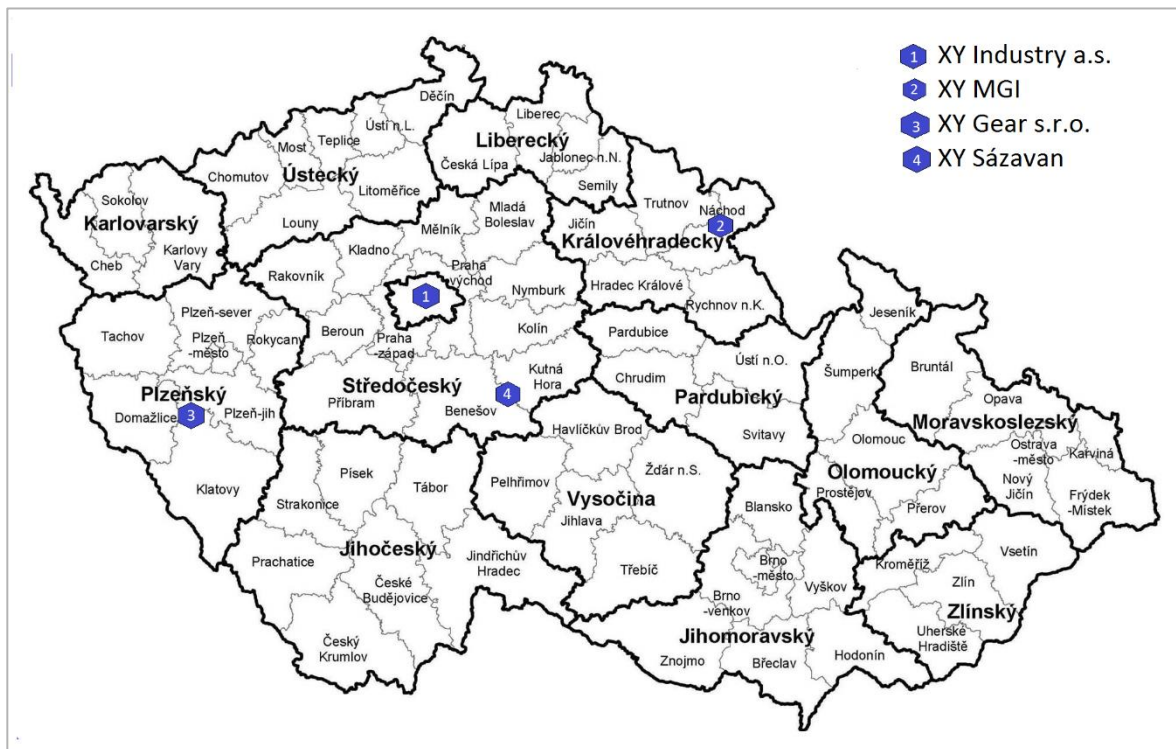 1 XY Industry a.s.
2 XY MGI
3 XY Gear s.r.o.
4 XY Sázavan
Děčín
Liberec
Ústí n.L.
Teplice
Most
Liberecký
Jablonec n.N.
Česká Lípa
Chomutov
Ústecký
Litoměřice
Semily
Sokolov
Karlovarský
Louny
Mladá
Boleslav
Trutnov
Náchod
2
Jičín
Královéhradecký
Cheb
Karlovy
Vary
Kladno
Mělník
Rakovník
Praha
východ
Nymburk
Hradec Králové
Rychnov n.K.
1
Jeseník
Plzeň-sever
Tachov
Plzeň
-město
Rokycany
Beroun
Praha
-západ
Kolín
Pardubice
Ústí n.O.
Šumperk
Bruntál
Středočeský
Kutná
Hora
Chrudim
Pardubický
Plzeňský
Příbram
Benešov
4
Opava
Moravskoslezský
Domažlice
3
Plzeň-jih
Havlíčkův Brod
Svitavy
Olomouc
Ostrava
-město
Karviná
Olomoucký
Klatovy
Písek
Tábor
Pelhřimov
Žďár n.S.
Vysočina
Prostějov
Přerov
Nový
Jičín
Frýdek
-Místek
Strakonice
Jihlava
Blansko
Jihočeský
Prachatice
Jindřichův
Hradec
Třebíč
Brno
-město
Vyškov
Kroměříž
Vsetín
Zlín
České
Budějovice
Brno
-venkov
Zlínský
Jihomoravský
Uherské
Hradiště
Český
Krumlov
Znojmo
Břeclav
Hodonín